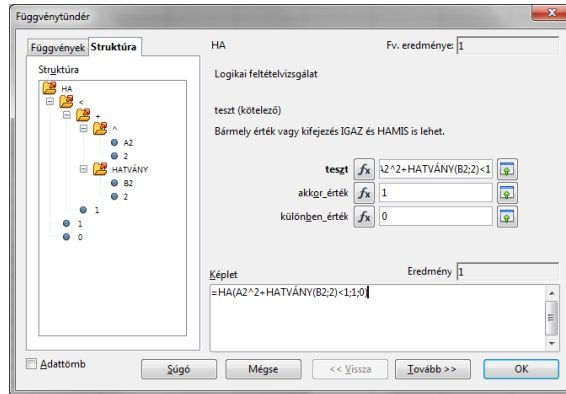 Függvénytündér
Függvények Struktúra
HA Fv. eredménye: 1
Struktúra
Logikai feltételvizsgálat
HA
<
+
^
A2
2
HATVÁNY
B2
2
1
1
0
teszt (kötelező)
Bármely érték vagy kifejezés IGAZ és HAMIS is lehet.
teszt fx A2^2+HATVÁNY(B2;2)<1
akkor_érték fx 1
különben_érték fx 0
Képlet Eredmény 1
=HA(A2^2+HATVÁNY(B2;2)<1;1;0)
Adattömb Súgó Mégse << Vissza Tovább >> OK